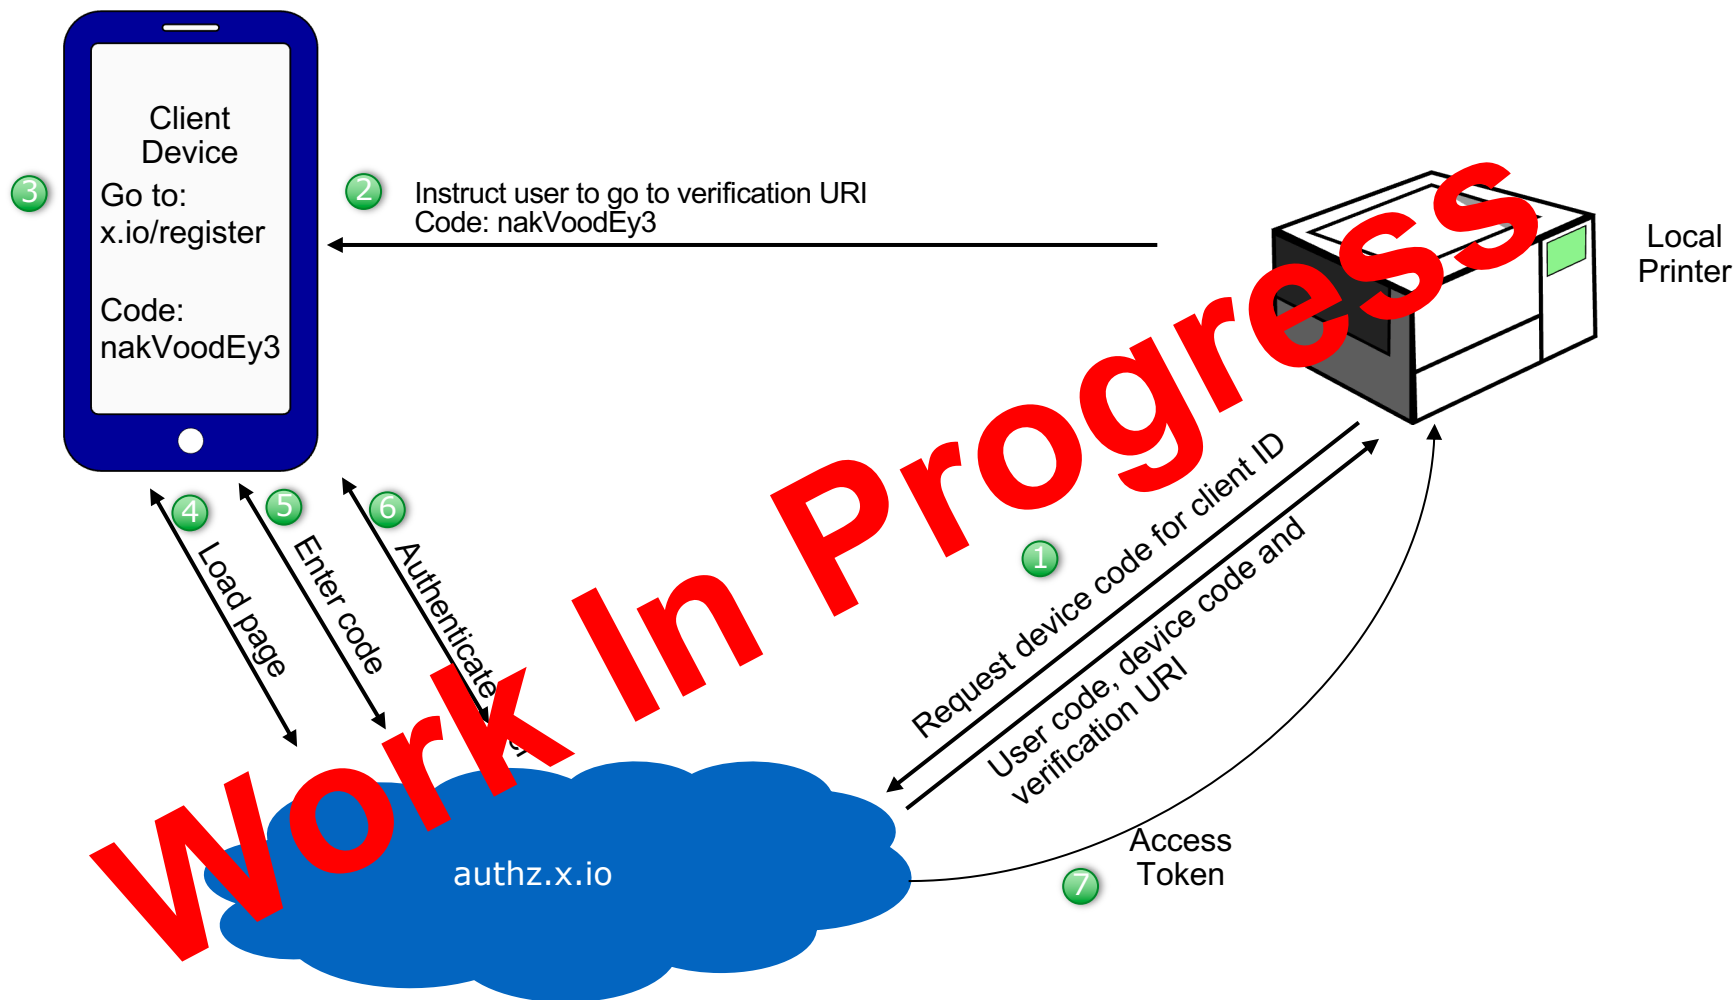 Client
Device
Go to:
x.io/register
Code:
nakVoodEy3
3
2
Instruct user to go to verification URI
Code: nakVoodEy3
Local
Printer
4
Load page
5
Enter code
6
Authenticate
1
Request device code for client ID
User code, device code and
verification URI
Work In Progress
authz.x.io
Access
Token
7